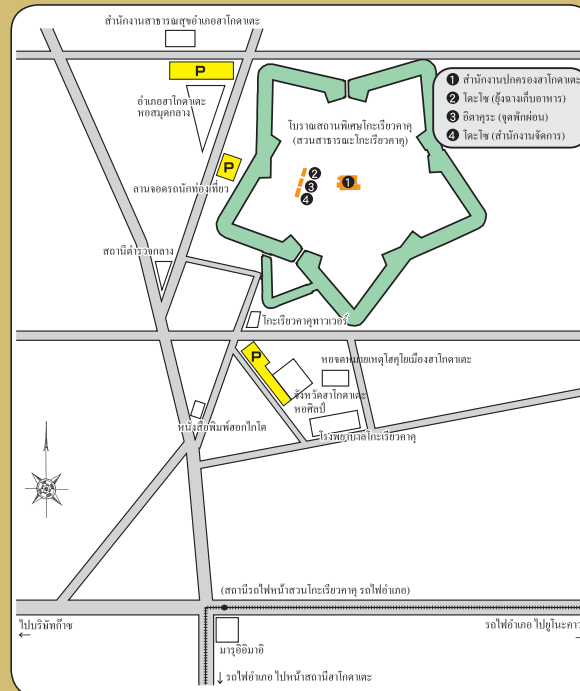 สำนักงานสาธารณสุขอำเภอฮาโกดาเตะ
P
❶ สำนักงานปกครองฮาโกดาเตะ
❷ โดะโซ (ยุ้งฉางเก็บอาหาร)
❸ อิตาคุระ (จุดพักผ่อน)
❹ โดะโซ (สำนักงานจัดการ)
อำเภอฮาโกดาเตะ
หอสมุดกลาง
โบราณสถานพิเศษโกะเรียวคาคุ
(สวนสาธารณะโกะเรียวคาคุ)
P
❷
❸
❹
❶
ลานจอดรถนักท่องเที่ยว
สถานีตำรวจกลาง
โกะเรียวคาคุทาวเวอร์
P
หอจดหมายเหตุโฮคุโยเมืองฮาโกดาเตะ
จังหวัดฮาโกดาเตะ
หอศิลป์
หนังสือพิมพ์ฮอกไกโด
โรงพยาบาลโกะเรียวคาคุ
(สถานีรถไฟหน้าสวนโกะเรียวคาคุ รถไฟอำเภอ)
ไปบริษัทก๊าซ
←
มารุอิอิมาอิ
รถไฟอำเภอ ไปยูโนะคาว
↓ รถไฟอำเภอ ไปหน้าสถานีฮาโกดาเตะ